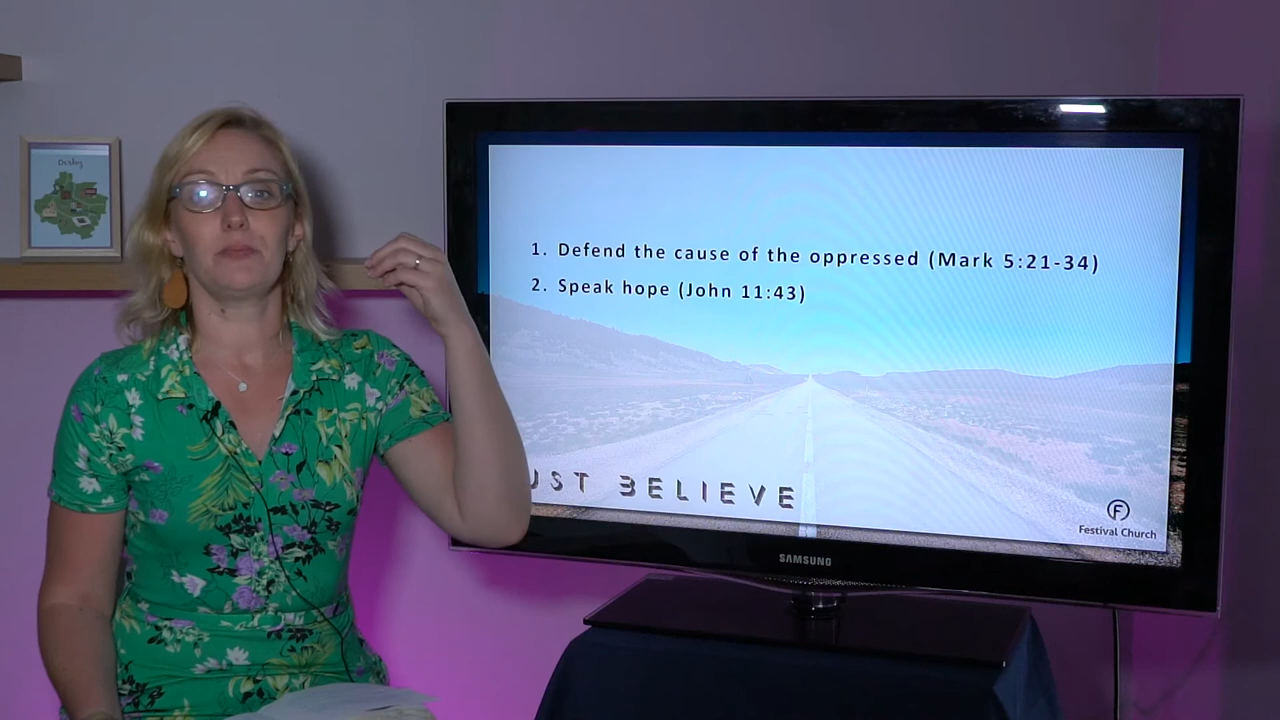 Derby
1. Defend the cause of the oppressed (Mark 5:21-34)
2. Speak hope (John 11:43)
UST BELIEVE
Festival Church
SAMSUNG